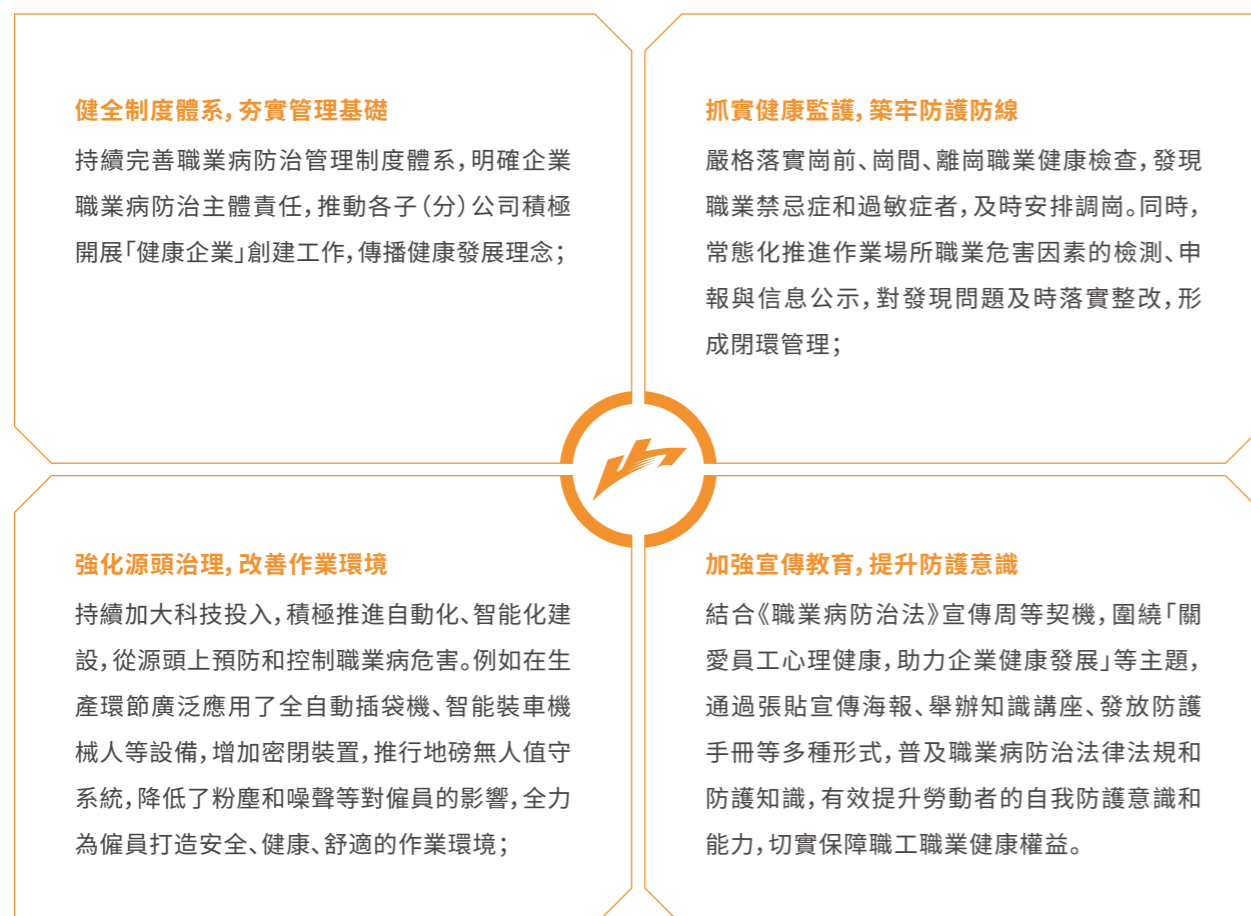 健全制度體系，夯實管理基礎
持續完善職業病防治管理制度體系，明確企業
職業病防治主體責任，推動各子（分）公司積極
開展「健康企業」創建工作，傳播健康發展理念；
抓實健康監護，築牢防護防線
嚴格落實崗前、崗間、離崗職業健康檢查，發現
職業禁忌症和過敏症者，及時安排調崗。同時，
常態化推進作業場所職業危害因素的檢測、申
報與信息公示，對發現問題及時落實整改，形
成閉環管理；
強化源頭治理，改善作業環境
持續加大科技投入，積極推進自動化、智能化建
設，從源頭上預防和控制職業病危害。例如在生
產環節廣泛應用了全自動插袋機、智能裝車機
械人等設備，增加密閉裝置，推行地磅無人值守
系統，降低了粉塵和噪聲等對僱員的影響，全力
為僱員打造安全、健康、舒適的作業環境；
加強宣傳教育，提升防護意識
結合《職業病防治法》宣傳周等契機，圍繞「關
愛員工心理健康，助力企業健康發展」等主題，
通過張貼宣傳海報、舉辦知識講座、發放防護
手冊等多種形式，普及職業病防治法律法規和
防護知識，有效提升勞動者的自我防護意識和
能力，切實保障職工職業健康權益。